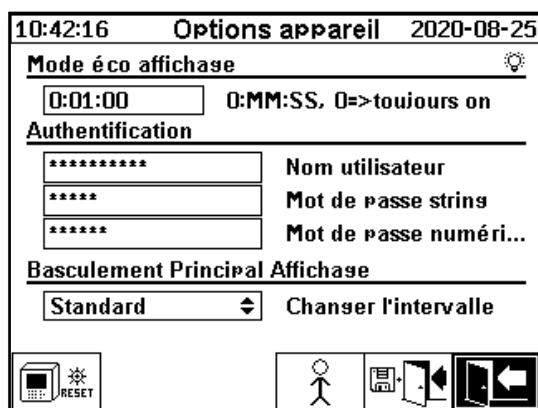 10:42:16 Options appareil 2020-08-25
Mode éco affichage
0:01:00 0:MM:SS, 0=>toujours on
Authentification
********** Nom utilisateur
***** Mot de passe string
****** Mot de passe numéri...
Basculement Principal Affichage
Standard Changer l'intervalle
RESET